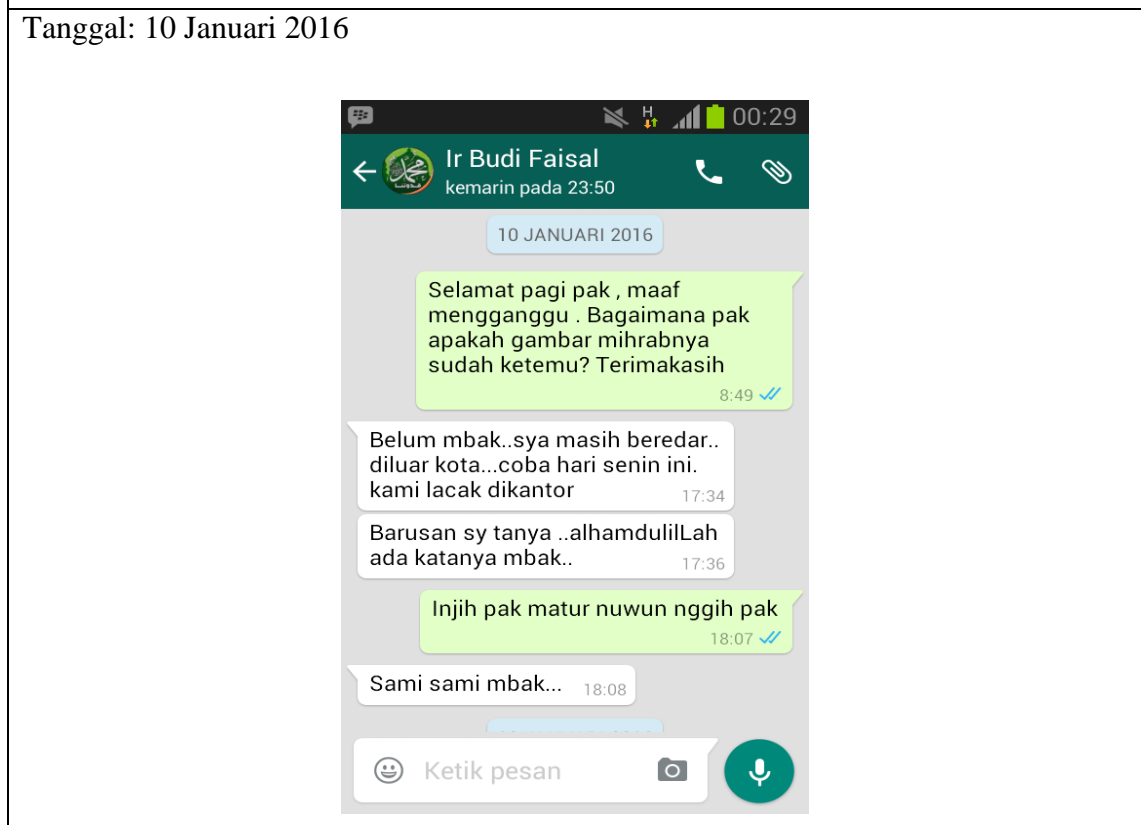 Tanggal: 10 Januari 2016
H
00:29
Ir Budi Faisal
kemarin pada 23:50
10 JANUARI 2016
Selamat pagi pak , maaf
mengganggu . Bagaimana pak
apakah gambar mihrabnya
sudah ketemu? Terimakasih
8:49
Belum mbak..sya masih beredar..
diluar kota...coba hari senin ini.
kami lacak dikantor
17:34
Barusan sy tanya ..alhamdulilLah
ada katanya mbak..
17:36
Injih pak matur nuwun nggih pak
18:07
Sami sami mbak...
18:08
Ketik pesan